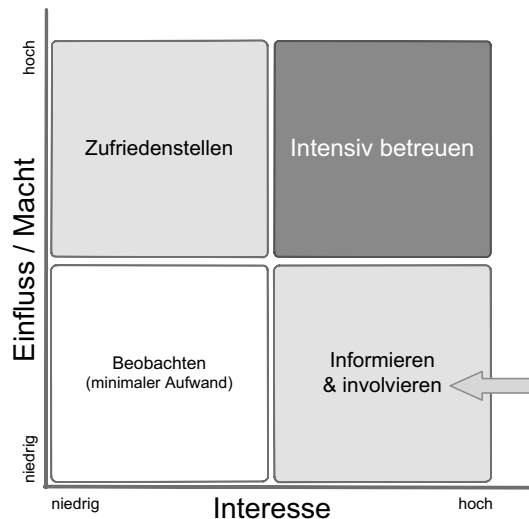 Einfluss / Macht
hoch
niedrig
Zufriedenstellen
Intensiv betreuen
Beobachten
(minimaler Aufwand)
Informieren
& involvieren
niedrig
Interesse
hoch